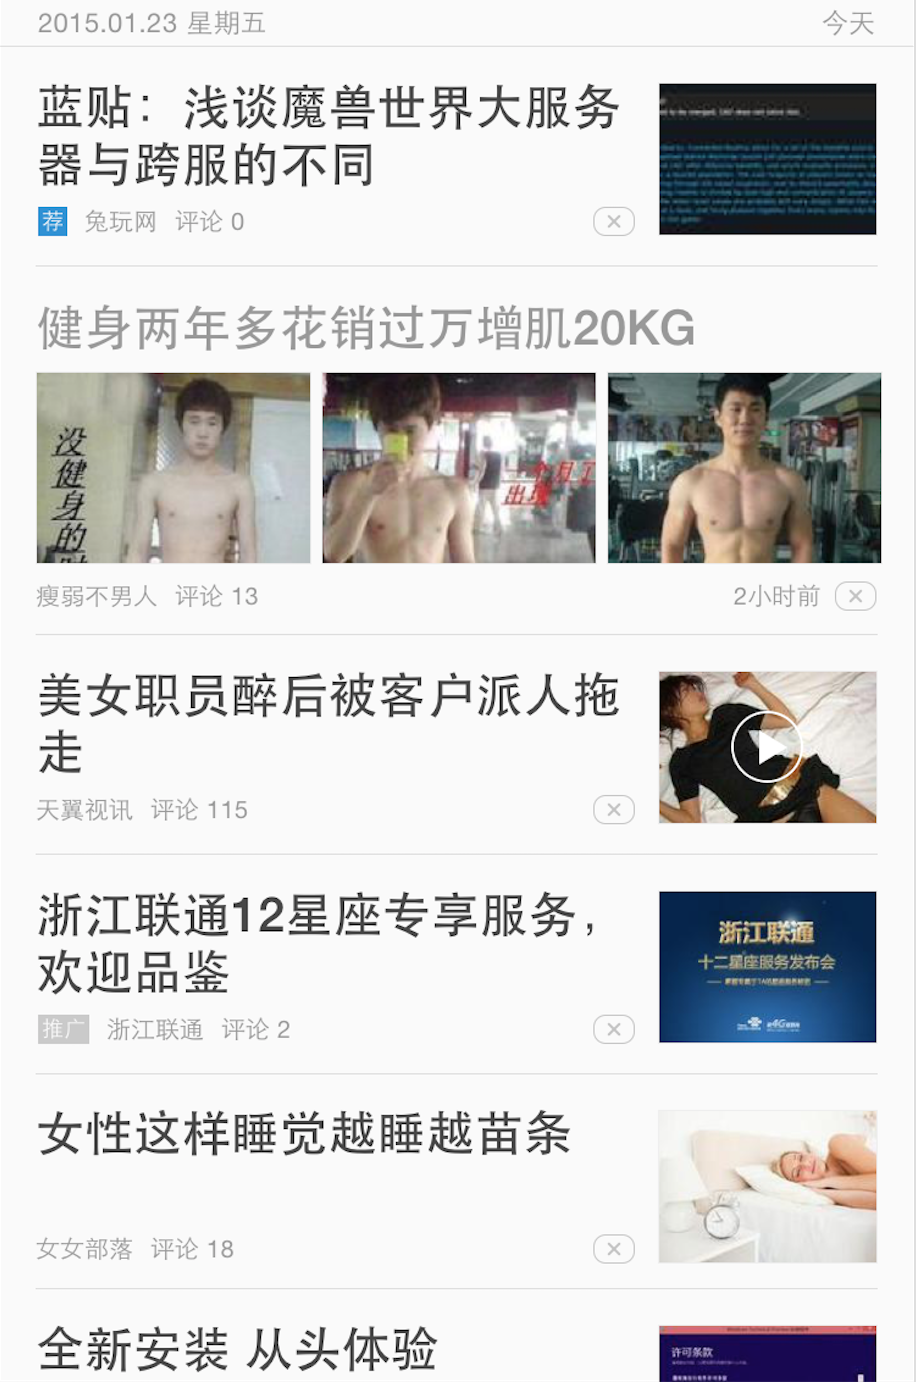 2015.01.23 星期五
今天
蓝贴：浅谈魔兽世界大服务
器与跨服的不同
荐 兔玩网 评论 0
健身两年多花销过万增肌20KG
没健身的
一个月了
出现
瘦弱不男人 评论 13
2小时前
美女职员醉后被客户派人拖
走
天翼视讯 评论 115
浙江联通12星座专享服务，
欢迎品鉴
浙江联通
十二星座服务发布会
推广 浙江联通 评论 2
女性这样睡觉越睡越苗条
女女部落 评论 18
全新安装 从头体验
许可条款